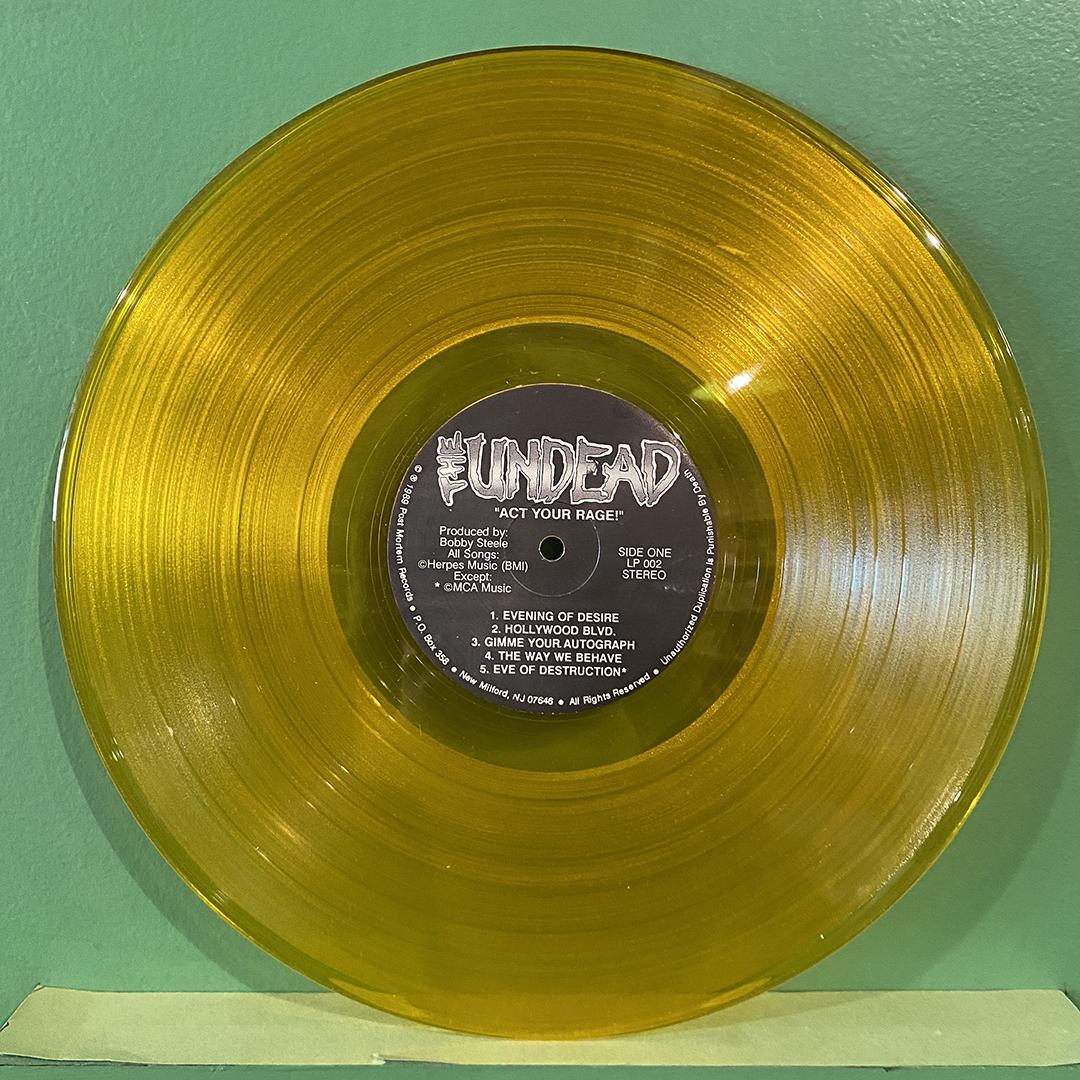 THE UNDEAD
"ACT YOUR RAGE!"
Produced by:
Bobby Steele
All Songs:
©Herpes Music (BMI)
Except:
* ©MCA Music
SIDE ONE
LP 002
STEREO
1. EVENING OF DESIRE
2. HOLLYWOOD BLVD.
3. GIMME YOUR AUTOGRAPH
4. THE WAY WE BEHAVE
5. EVE OF DESTRUCTION*
© ℗ 1989 Post Mortem Records ● P.O. Box 358 ● New Milford, NJ 07646 ● All Rights Reserved ● Unauthorized Duplication is Punishable By Death